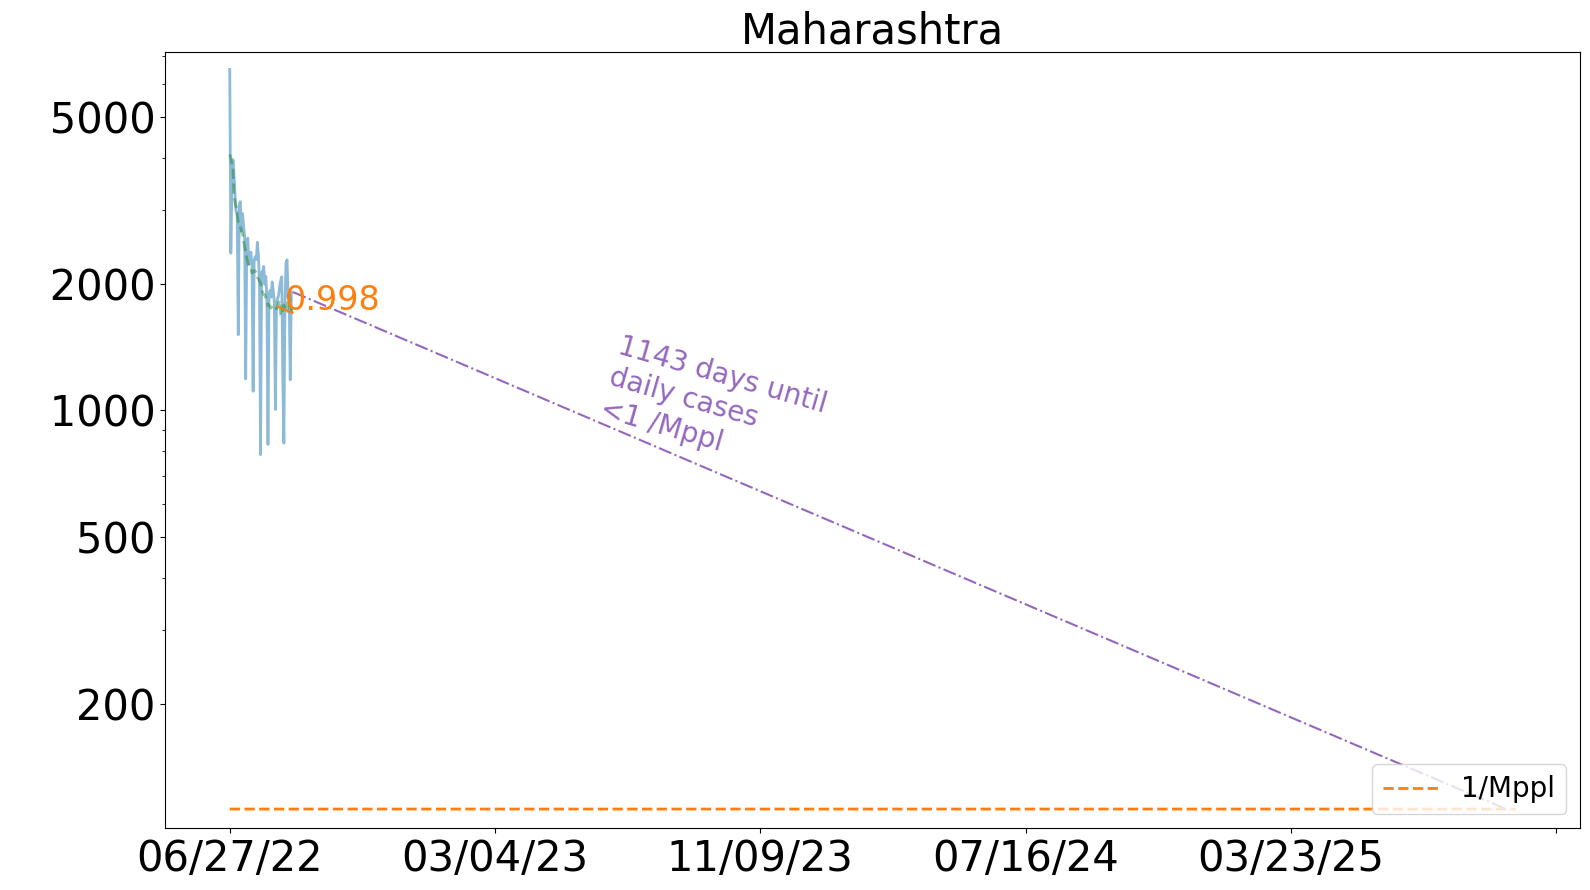 Maharashtra
5000
2000
1000
500
200
0.998
1143 days until
daily cases
<1 /Mppl
1/Mppl
06/27/22
03/04/23
11/09/23
07/16/24
03/23/25